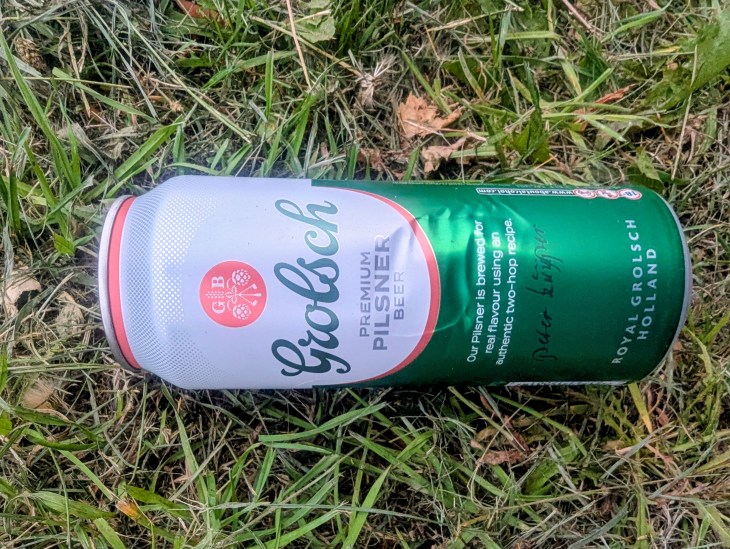 G B
Grolsch
PREMIUM
PILSNER
BEER
Our Pilsner is brewed for
real flavour using an
authentic two-hop recipe.
ROYAL GROLSCH
HOLLAND